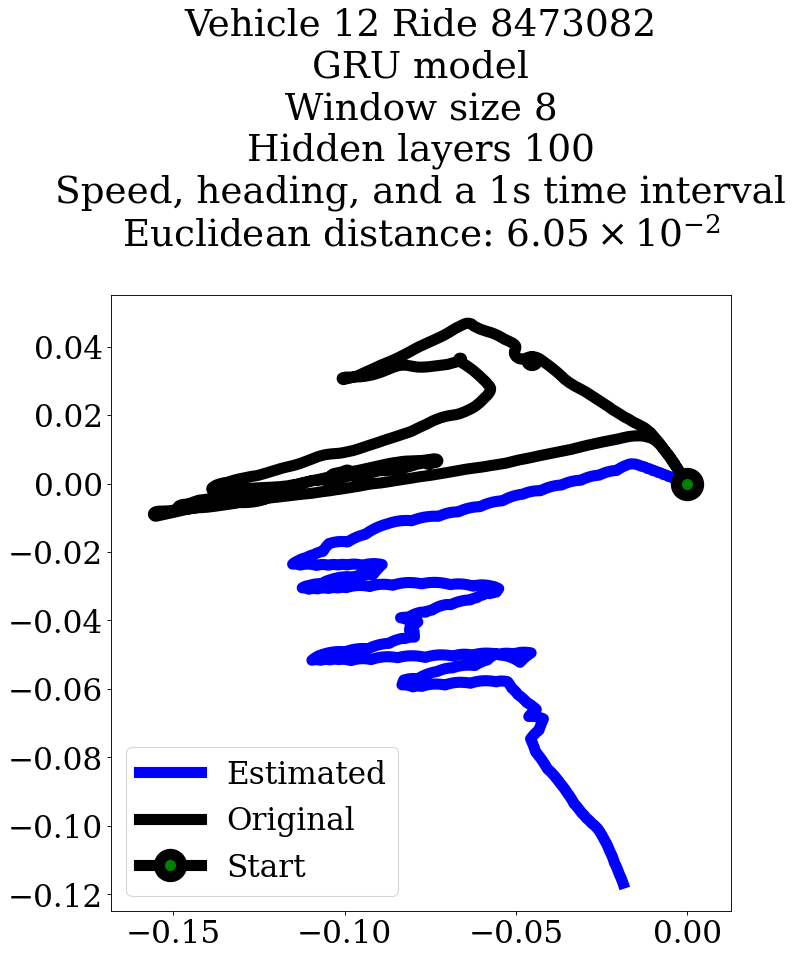 Vehicle 12 Ride 8473082
GRU model
Window size 8
Hidden layers 100
Speed, heading, and a 1s time interval
Euclidean distance: 6.05 × 10⁻²
0.04
0.02
0.00
−0.02
−0.04
−0.06
−0.08
−0.10
−0.12
Estimated
Original
Start
−0.15
−0.10
−0.05
0.00